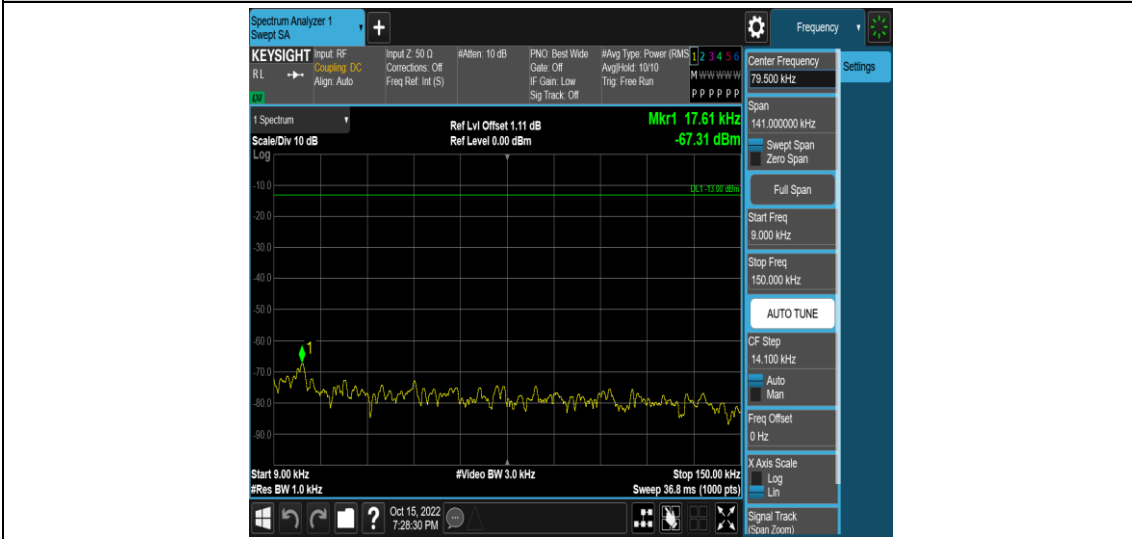 Spectrum Analyzer 1
Swept SA
+
Frequency
KEYSIGHT
RL
LXI
Input: RF
Coupling: DC
Align: Auto
Input Z: 50 Ω
Corrections: Off
Freq Ref: Int (S)
#Atten: 10 dB
PNO: Best Wide
Gate: Off
IF Gain: Low
Sig Track: Off
#Avg Type: Power (RMS
Avg|Hold: 10/10
Trig: Free Run
1 2 3 4 5 6
M W W W W W
P P P P P P
1 Spectrum
Scale/Div 10 dB
Log
Ref Lvl Offset 1.11 dB
Ref Level 0.00 dBm
Mkr1 17.61 kHz
-67.31 dBm
DL1 -13.00 dBm
-10.0
-20.0
-30.0
-40.0
-50.0
-60.0
-70.0
-80.0
-90.0
1
Start 9.00 kHz
#Res BW 1.0 kHz
#Video BW 3.0 kHz
Stop 150.00 kHz
Sweep 36.8 ms (1000 pts)
Center Frequency
79.500 kHz
Settings
Span
141.000000 kHz
Swept Span
Zero Span
Full Span
Start Freq
9.000 kHz
Stop Freq
150.000 kHz
AUTO TUNE
CF Step
14.100 kHz
Auto
Man
Freq Offset
0 Hz
X Axis Scale
Log
Lin
Signal Track
(Span Zoom)
?
Oct 15, 2022
7:28:30 PM